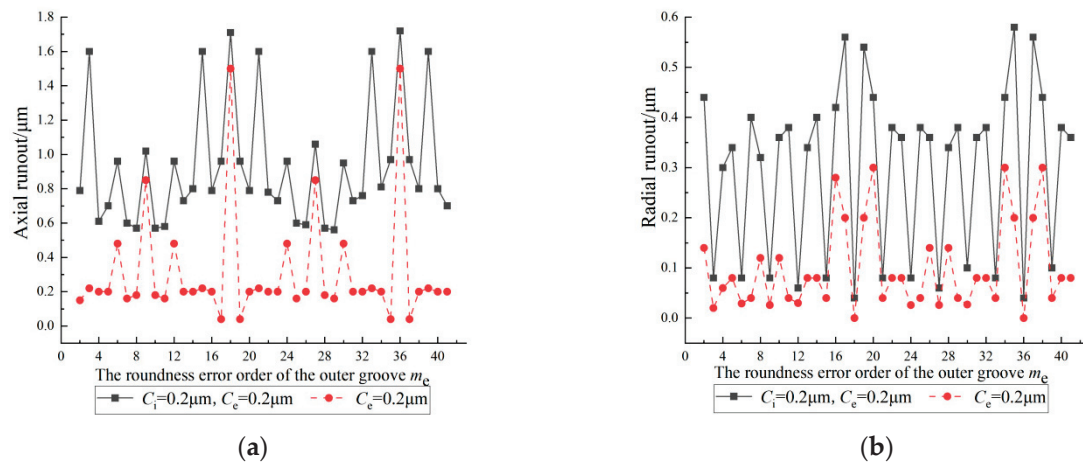 1.8
1.6
1.4
1.2
1.0
0.8
0.6
0.4
0.2
0.0
Axial runout/μm
0 4 8 12 16 20 24 28 32 36 40
The roundness error order of the outer groove me
Ci=0.2μm, Ce=0.2μm Ce=0.2μm
(a)
0.6
0.5
0.4
0.3
0.2
0.1
0.0
Radial runout/μm
0 4 8 12 16 20 24 28 32 36 40
The roundness error order of the outer groove me
Ci=0.2μm, Ce=0.2μm Ce=0.2μm
(b)